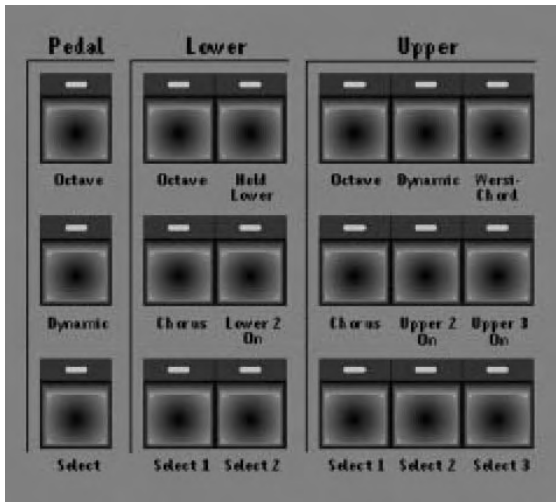 Pedal Lower Upper
Octave Octave Hold Lower Octave Dynamic Wersi-Chord
Dynamic Chorus Lower 2 On Chorus Upper 2 On Upper 3 On
Select Select 1 Select 2 Select 1 Select 2 Select 3